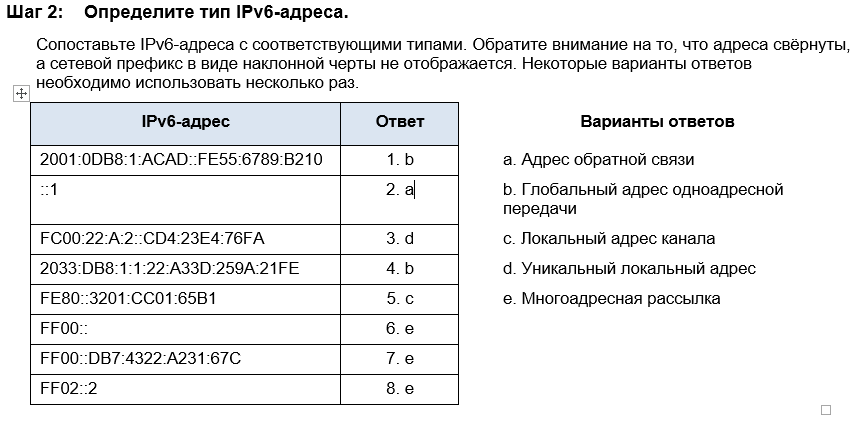 Шаг 2: Определите тип IPv6-адреса.
Сопоставьте IPv6-адреса с соответствующими типами. Обратите внимание на то, что адреса свёрнуты,
а сетевой префикс в виде наклонной черты не отображается. Некоторые варианты ответов
необходимо использовать несколько раз.
IPv6-адрес Ответ Варианты ответов
2001:0DB8:1:ACAD::FE55:6789:B210 1. b a. Адрес обратной связи
::1 2. a b. Глобальный адрес одноадресной
передачи
FC00:22:A:2::CD4:23E4:76FA 3. d c. Локальный адрес канала
2033:DB8:1:1:22:A33D:259A:21FE 4. b d. Уникальный локальный адрес
FE80::3201:CC01:65B1 5. c e. Многоадресная рассылка
FF00:: 6. e
FF00::DB7:4322:A231:67C 7. e
FF02::2 8. e